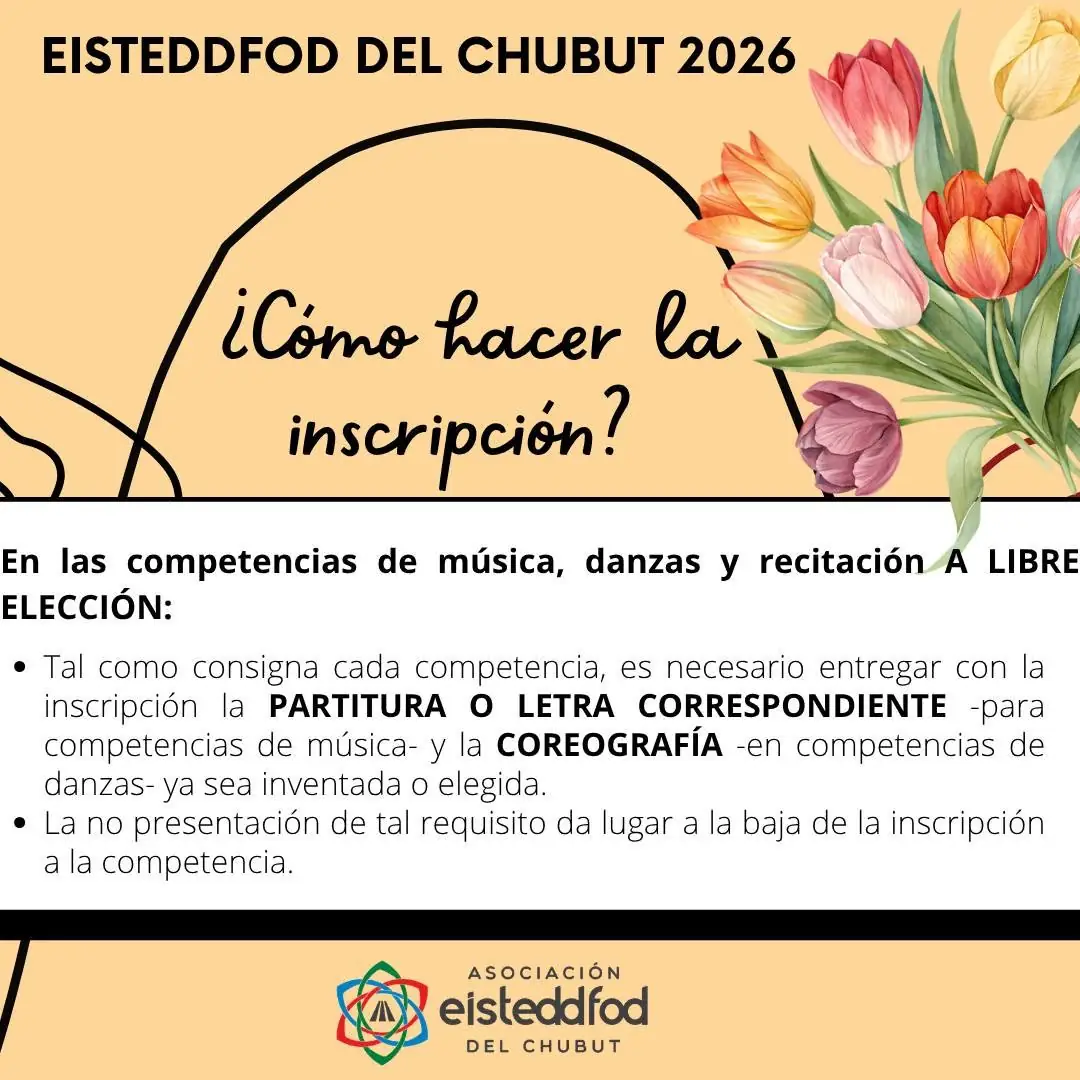 EISTEDDFOD DEL CHUBUT 2026
¿Cómo hacer la
inscripción?
En las competencias de música, danzas y recitación A LIBRE
ELECCIÓN:
• Tal como consigna cada competencia, es necesario entregar con la
inscripción la PARTITURA O LETRA CORRESPONDIENTE -para
competencias de música- y la COREOGRAFÍA -en competencias de
danzas- ya sea inventada o elegida.
• La no presentación de tal requisito da lugar a la baja de la inscripción
a la competencia.
ASOCIACIÓN
eisteddfod
DEL CHUBUT